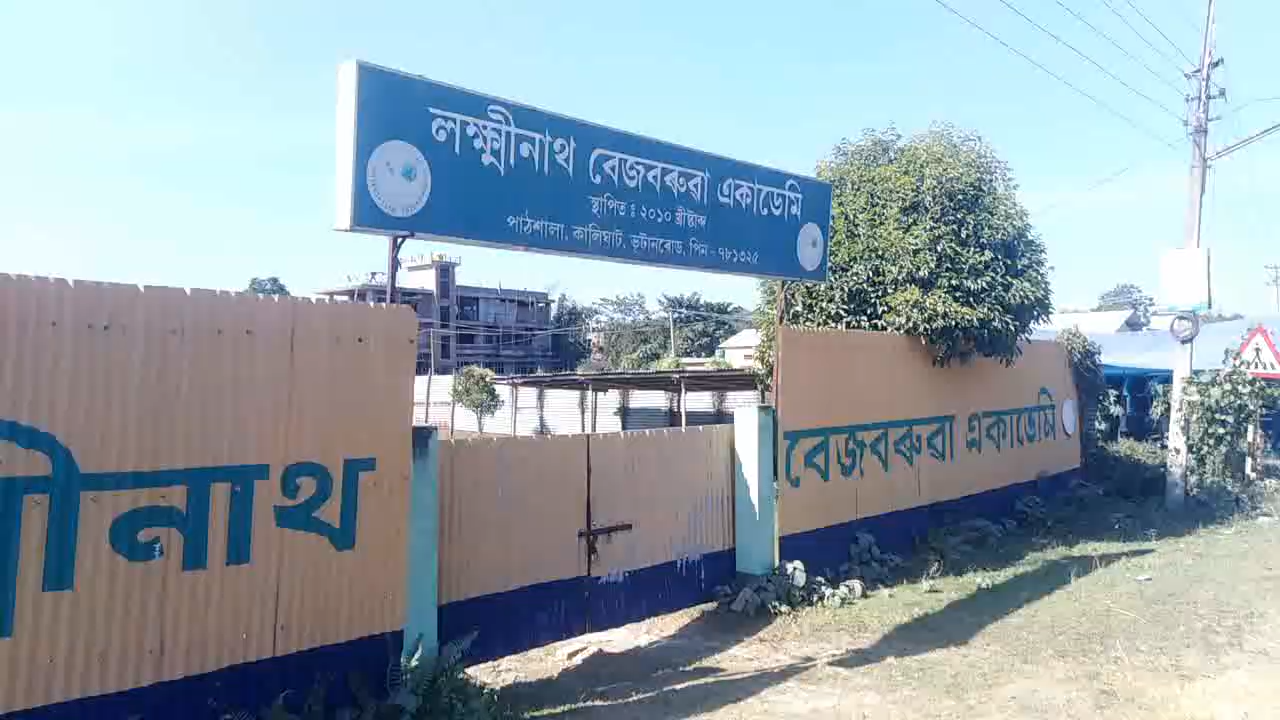 লক্ষ্মীনাথ বেজবৰুৱা একাডেমি
স্থাপিত ঃ ২০১০ খ্ৰীষ্টাব্দ
পাঠশালা, কালিঘাট, ভূটানৰোড, পিন - ৭৮১৩২৫
ীনাথ
বেজবৰুৱা একাডেমি